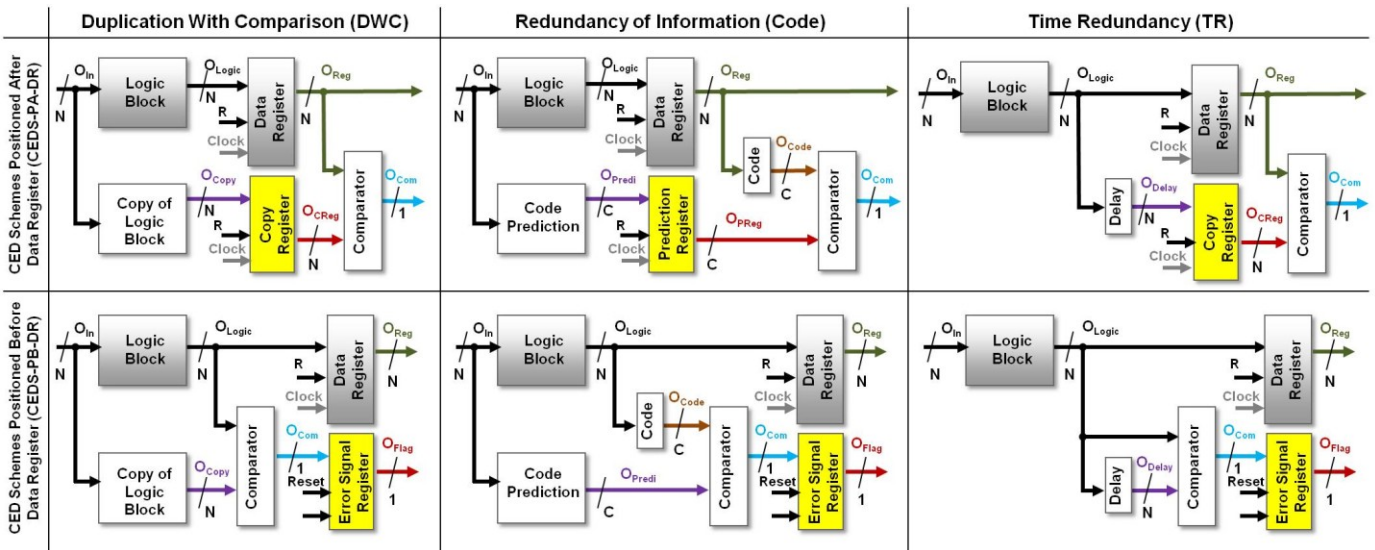 Duplication With Comparison (DWC)
Redundancy of Information (Code)
Time Redundancy (TR)
CED Schemes Positioned After
Data Register (CEDS-PA-DR)
O_In
N
Logic
Block
O_Logic
N
R
Clock
Data
Register
O_Reg
N
Copy of
Logic Block
O_Copy
N
R
Clock
Copy
Register
O_CReg
N
Comparator
O_Com
1
O_In
N
Logic
Block
O_Logic
N
R
Clock
Data
Register
O_Reg
N
Code
O_Code
C
Code
Prediction
O_Predi
C
R
Clock
Prediction
Register
O_PReg
C
Comparator
O_Com
1
O_In
N
Logic
Block
O_Logic
N
R
Clock
Data
Register
O_Reg
N
Delay
O_Delay
N
R
Clock
Copy
Register
O_CReg
N
Comparator
O_Com
1
CED Schemes Positioned Before
Data Register (CEDS-PB-DR)
O_In
N
Logic
Block
O_Logic
N
R
Clock
Data
Register
O_Reg
N
Copy of
Logic
Block
O_Copy
N
Comparator
O_Com
1
Reset
Error Signal
Register
O_Flag
1
O_In
N
Logic
Block
O_Logic
N
R
Clock
Data
Register
O_Reg
N
Code
O_Code
C
Code
Prediction
O_Predi
C
Comparator
O_Com
1
Reset
Error Signal
Register
O_Flag
1
O_In
N
Logic
Block
O_Logic
N
R
Clock
Data
Register
O_Reg
N
Delay
O_Delay
N
Comparator
O_Com
1
Reset
Error Signal
Register
O_Flag
1